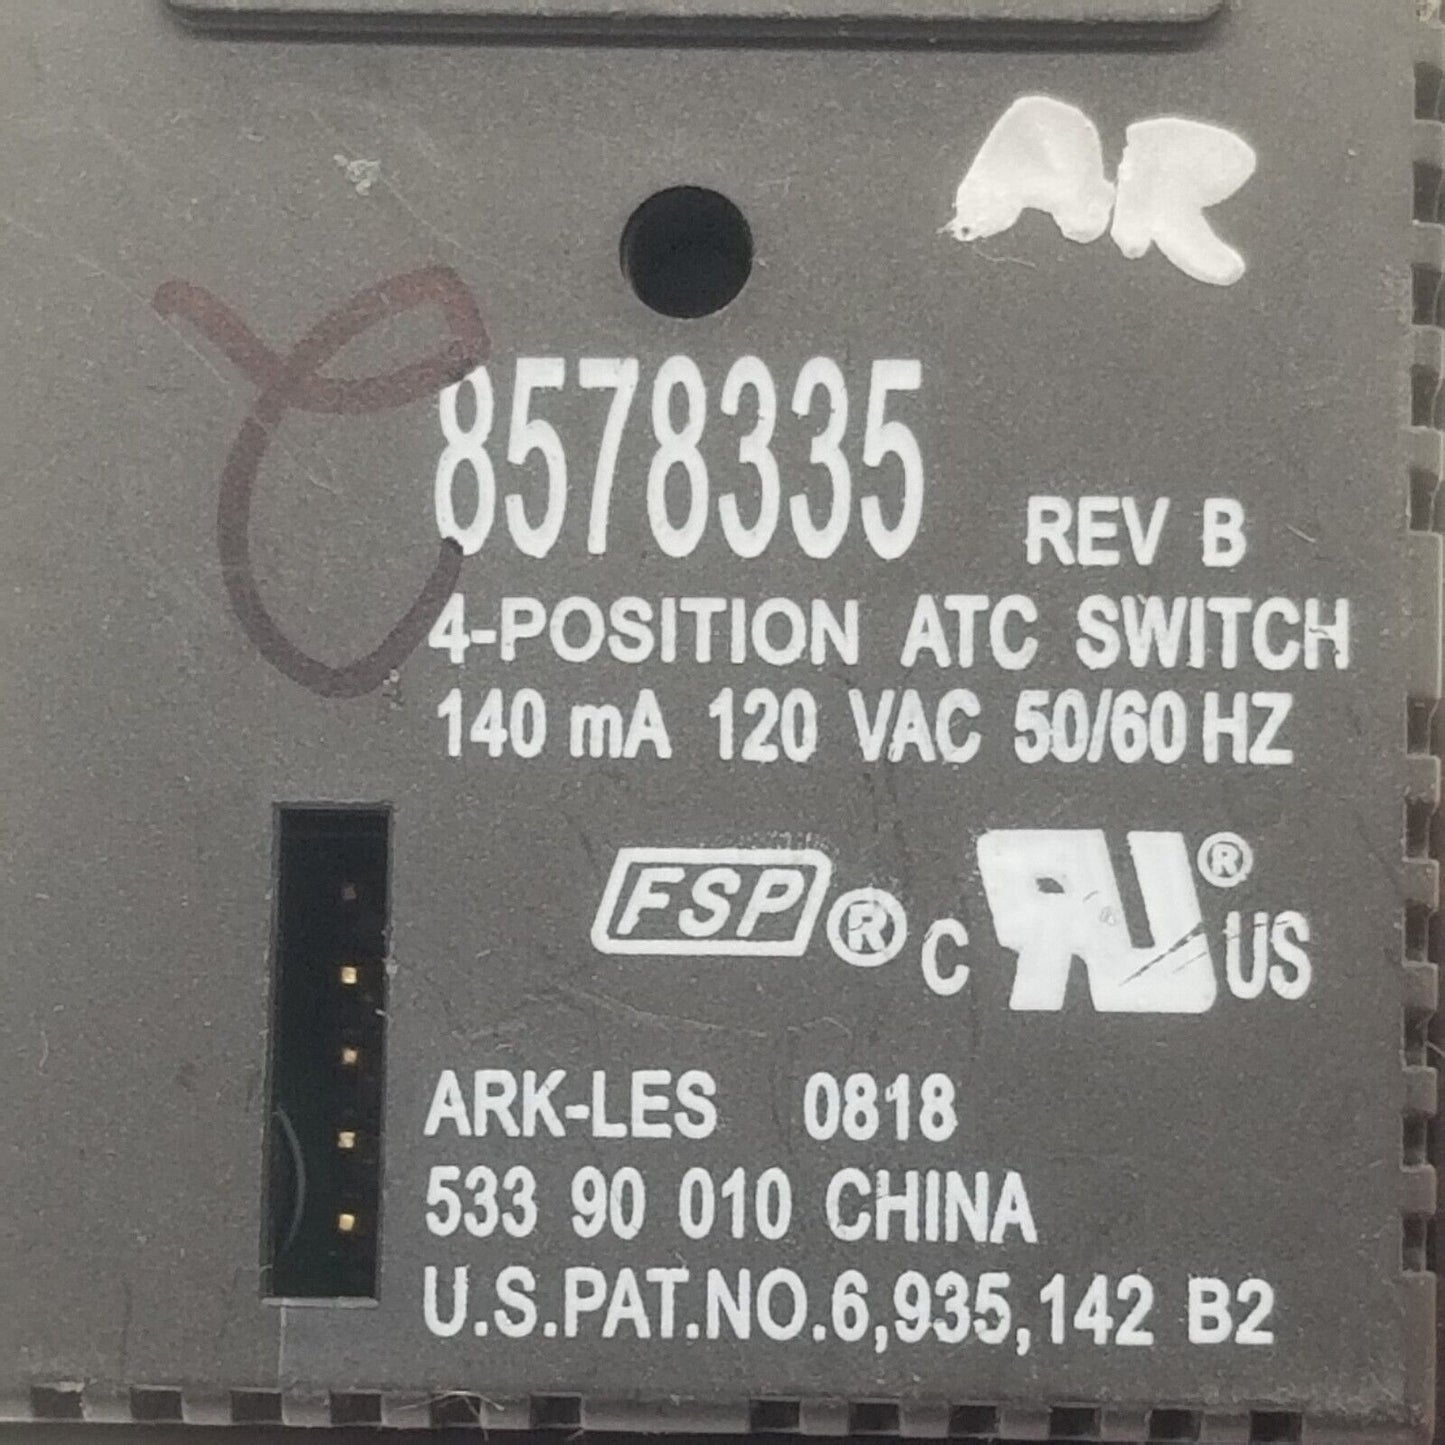 AR
8578335 REV B
4-POSITION ATC SWITCH
140 mA 120 VAC 50/60 HZ
FSP ® C RU ® US
ARK-LES 0818
533 90 010 CHINA
U.S.PAT.NO.6,935,142 B2